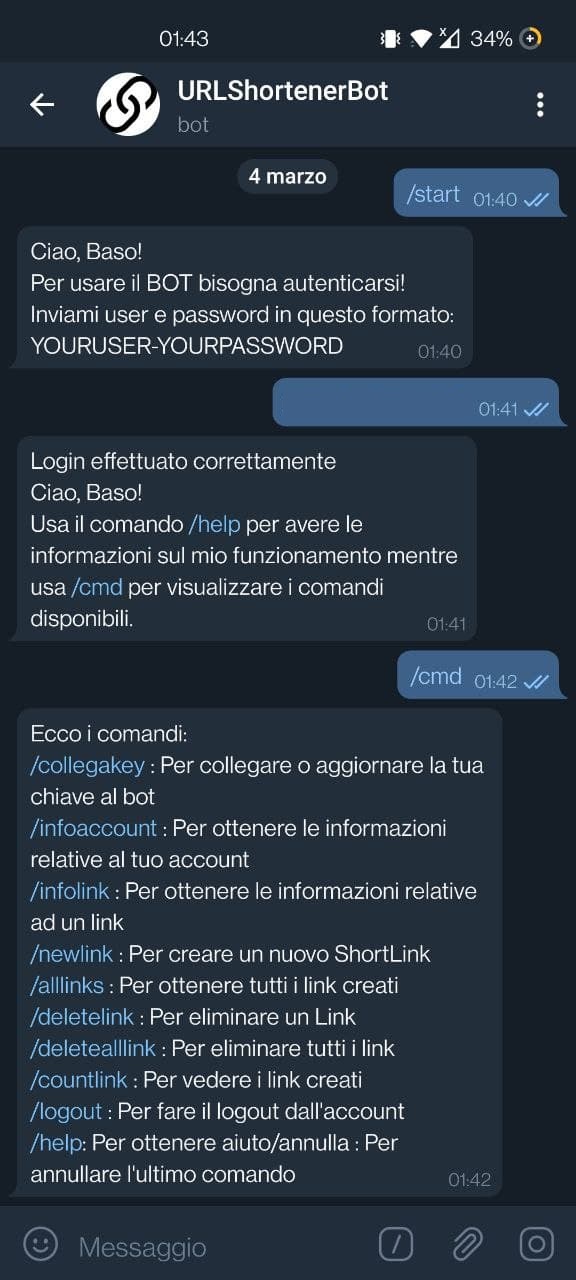 01:43
34%
URLShortenerBot
bot
4 marzo
/start 01:40
Ciao, Baso!
Per usare il BOT bisogna autenticarsi!
Inviami user e password in questo formato:
YOURUSER-YOURPASSWORD 01:40
01:41
Login effettuato correttamente
Ciao, Baso!
Usa il comando /help per avere le
informazioni sul mio funzionamento mentre
usa /cmd per visualizzare i comandi
disponibili. 01:41
/cmd 01:42
Ecco i comandi:
/collegakey : Per collegare o aggiornare la tua
chiave al bot
/infoaccount : Per ottenere le informazioni
relative al tuo account
/infolink : Per ottenere le informazioni relative
ad un link
/newlink : Per creare un nuovo ShortLink
/alllinks : Per ottenere tutti i link creati
/deletelink : Per eliminare un Link
/deletealllink : Per eliminare tutti i link
/countlink : Per vedere i link creati
/logout : Per fare il logout dall'account
/help: Per ottenere aiuto/annulla : Per
annullare l'ultimo comando 01:42
Messaggio